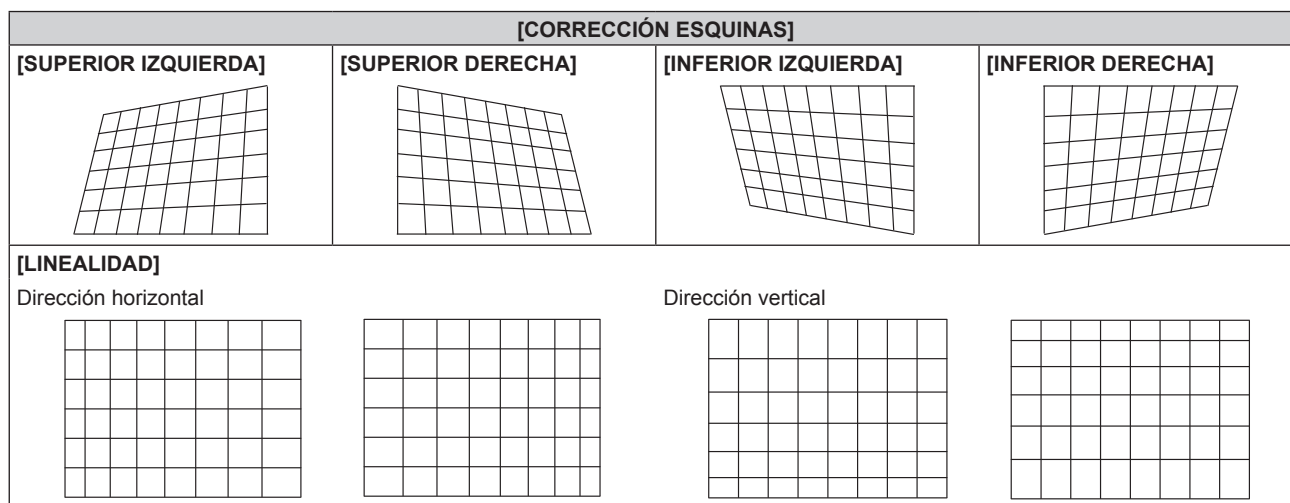 [CORRECCIÓN ESQUINAS]
[SUPERIOR IZQUIERDA]
[SUPERIOR DERECHA]
[INFERIOR IZQUIERDA]
[INFERIOR DERECHA]
[LINEALIDAD]
Dirección horizontal
Dirección vertical